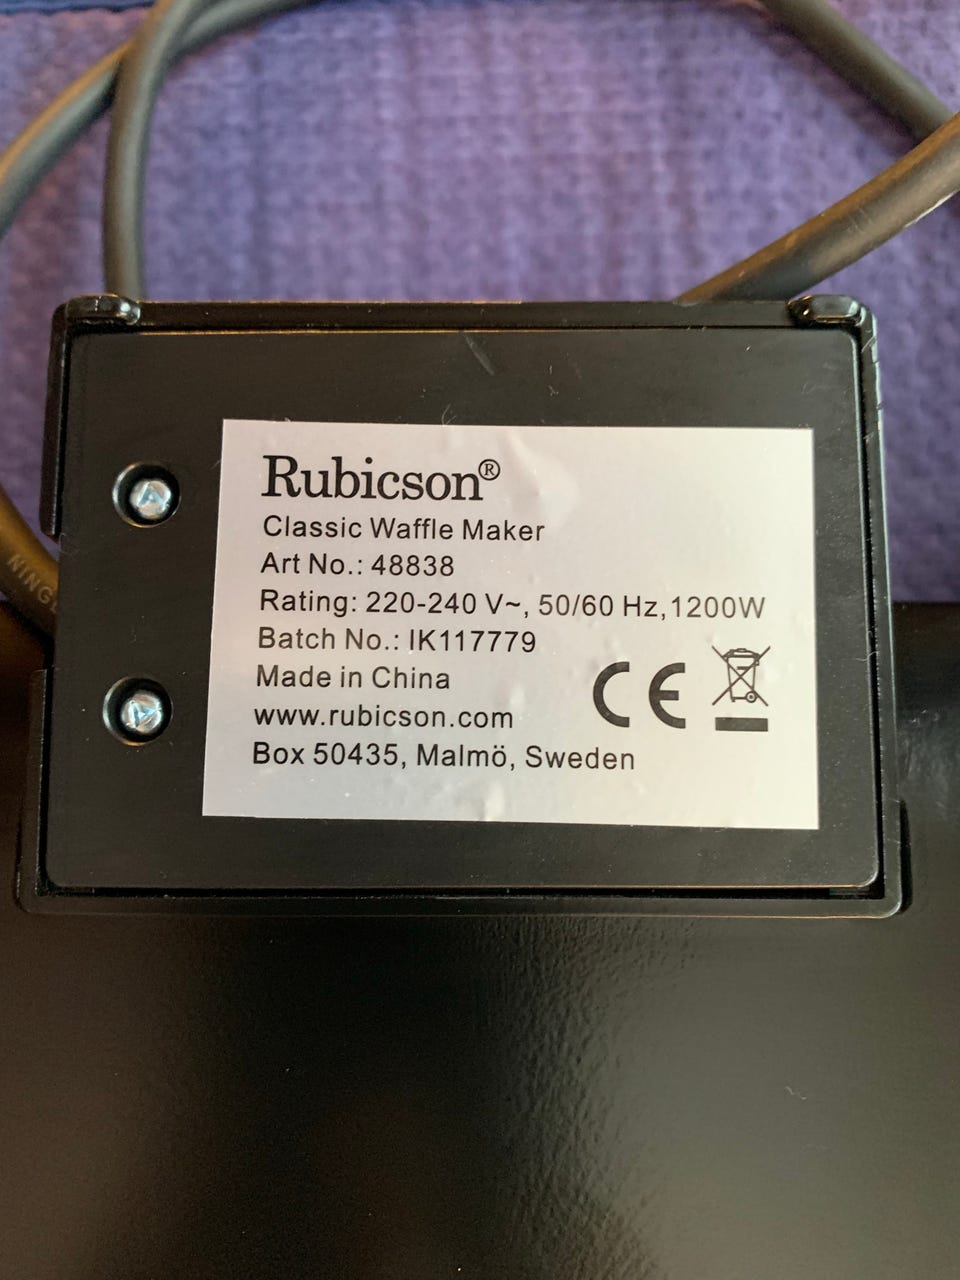 Rubicson®
Classic Waffle Maker
Art No.: 48838
Rating: 220-240 V~, 50/60 Hz,1200W
Batch No.: IK117779
Made in China
www.rubicson.com
Box 50435, Malmö, Sweden
CE